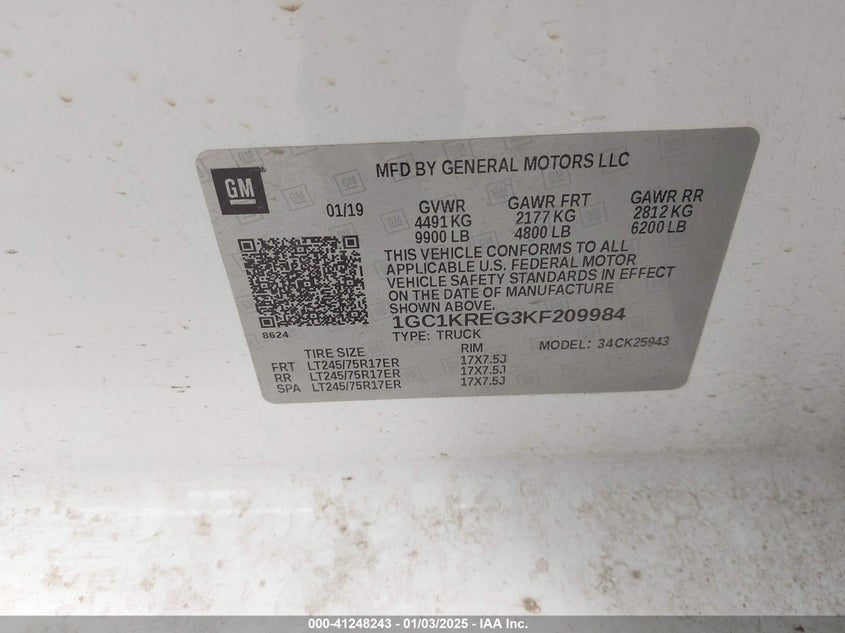 GM
MFD BY GENERAL MOTORS LLC
01/19
GVWR GAWR FRT GAWR RR
4491 KG 2177 KG 2812 KG
9900 LB 4800 LB 6200 LB
THIS VEHICLE CONFORMS TO ALL
APPLICABLE U.S. FEDERAL MOTOR
VEHICLE SAFETY STANDARDS IN EFFECT
ON THE DATE OF MANUFACTURE
SHOWN ABOVE.
8624
1GC1KREG3KF209984
TYPE: TRUCK MODEL: 34CK25943
TIRE SIZE RIM
FRT LT245/75R17ER 17X7.5J
RR LT245/75R17ER 17X7.5J
SPA LT245/75R17ER 17X7.5J
000-41248243 - 01/03/2025 - IAA Inc.